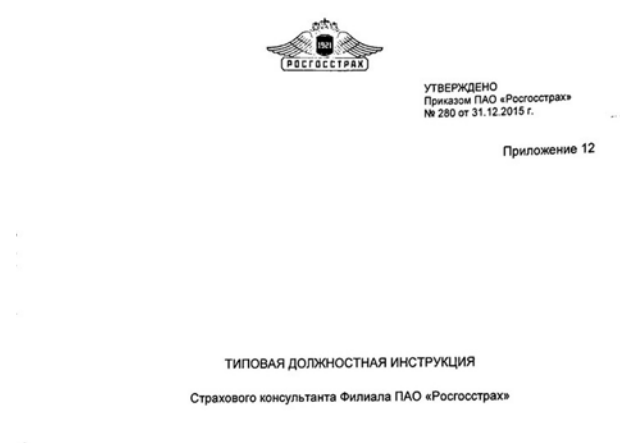 1921
РОСГОССТРАХ
УТВЕРЖДЕНО
Приказом ПАО «Росгосстрах»
№ 280 от 31.12.2015 г.
Приложение 12
ТИПОВАЯ ДОЛЖНОСТНАЯ ИНСТРУКЦИЯ
Страхового консультанта Филиала ПАО «Росгосстрах»